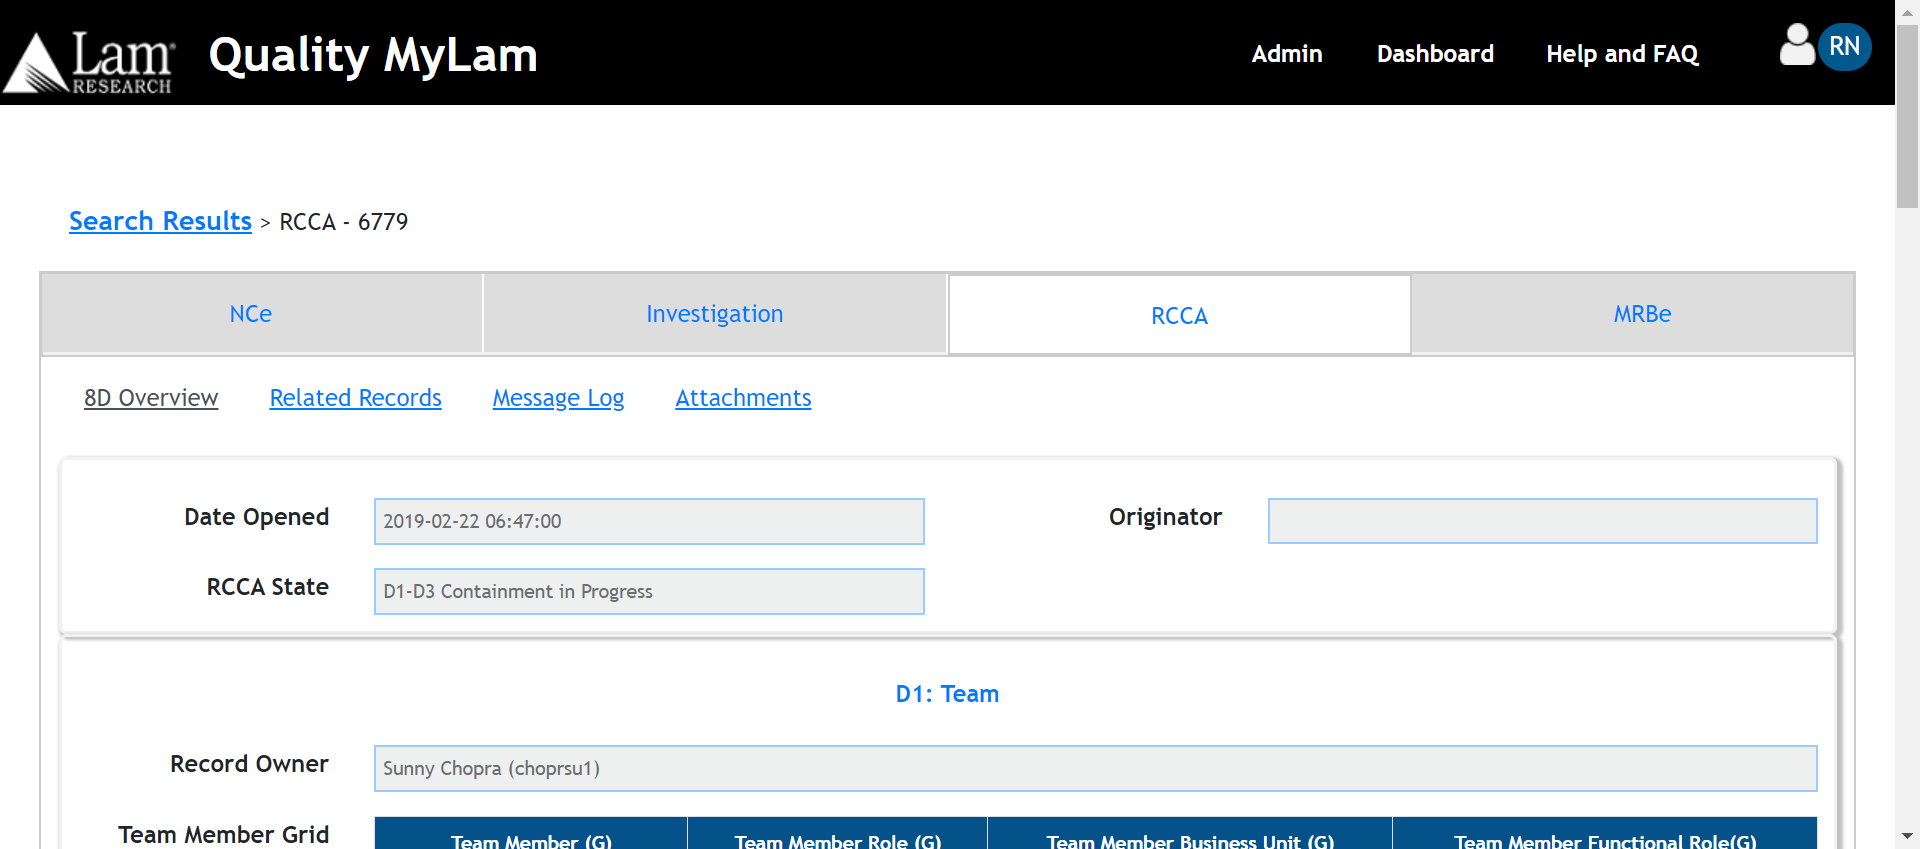 Lam RESEARCH
Quality MyLam
Admin
Dashboard
Help and FAQ
RN
Search Results > RCCA - 6779
NCe
Investigation
RCCA
MRBe
8D Overview
Related Records
Message Log
Attachments
Date Opened
2019-02-22 06:47:00
Originator
RCCA State
D1-D3 Containment in Progress
D1: Team
Record Owner
Sunny Chopra (choprsu1)
Team Member Grid
Team Member (G)
Team Member Role (G)
Team Member Business Unit (G)
Team Member Functional Role(G)